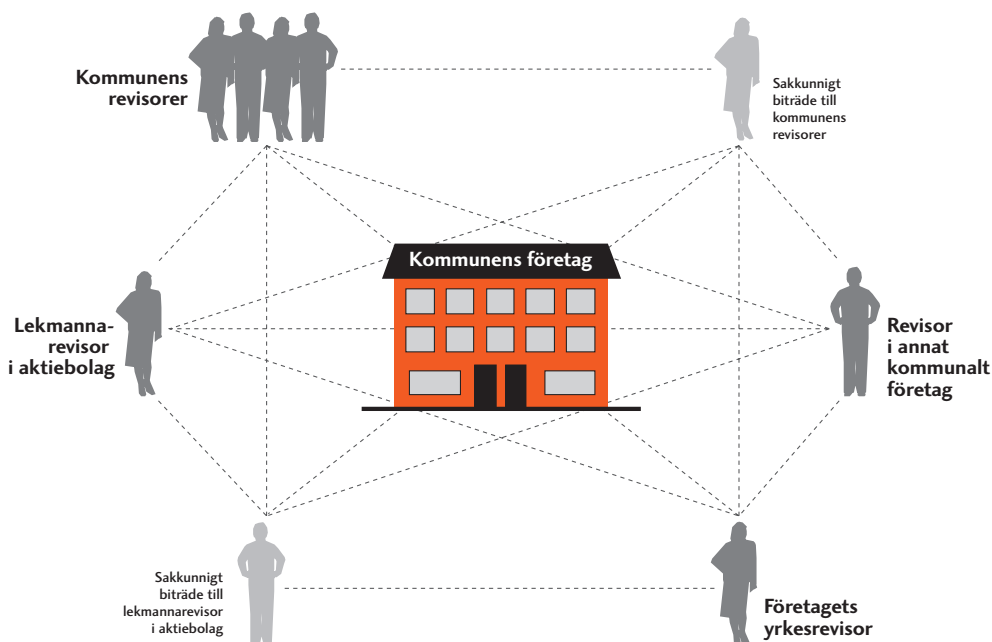 Kommunens
revisorer
Sakkunnigt
biträde till
kommunens
revisorer
Kommunens företag
Lekmanna-
revisor
i aktiebolag
Revisor
i annat
kommunalt
företag
Sakkunnigt
biträde till
lekmannarevisor
i aktiebolag
Företagets
yrkesrevisor